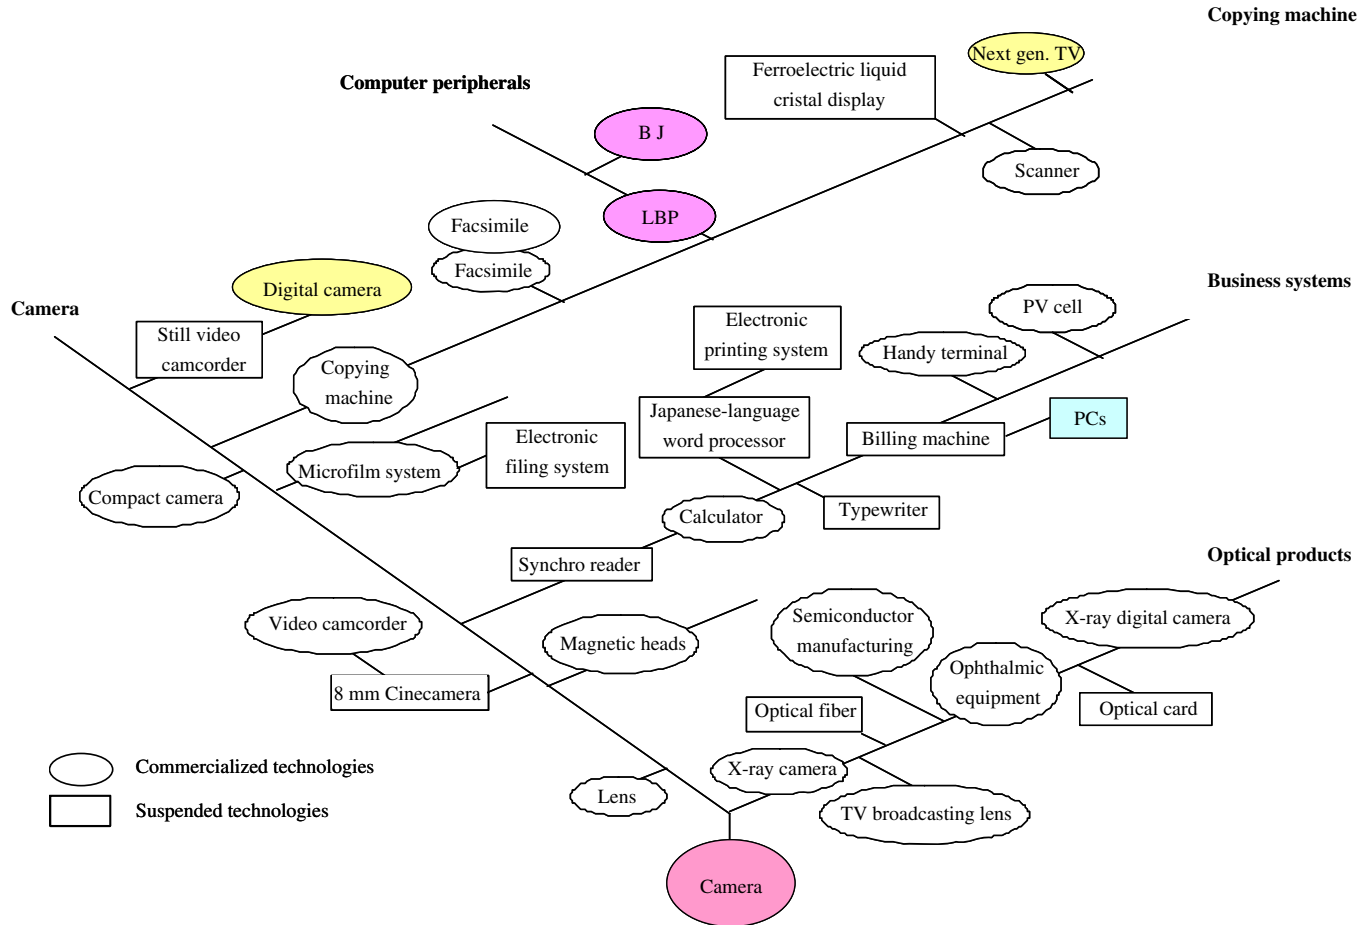 Copying machine
Next gen. TV
Ferroelectric liquid
cristal display
Computer peripherals
B J
Scanner
LBP
Facsimile
Facsimile
Digital camera
Business systems
Camera
PV cell
Still video
camcorder
Electronic
printing system
Handy terminal
Copying
machine
Japanese-language
word processor
PCs
Billing machine
Electronic
filing system
Microfilm system
Compact camera
Calculator
Typewriter
Synchro reader
Optical products
Video camcorder
Magnetic heads
Semiconductor
manufacturing
X-ray digital camera
Ophthalmic
equipment
8 mm Cinecamera
Optical fiber
Optical card
Commercialized technologies
X-ray camera
Lens
Suspended technologies
TV broadcasting lens
Camera